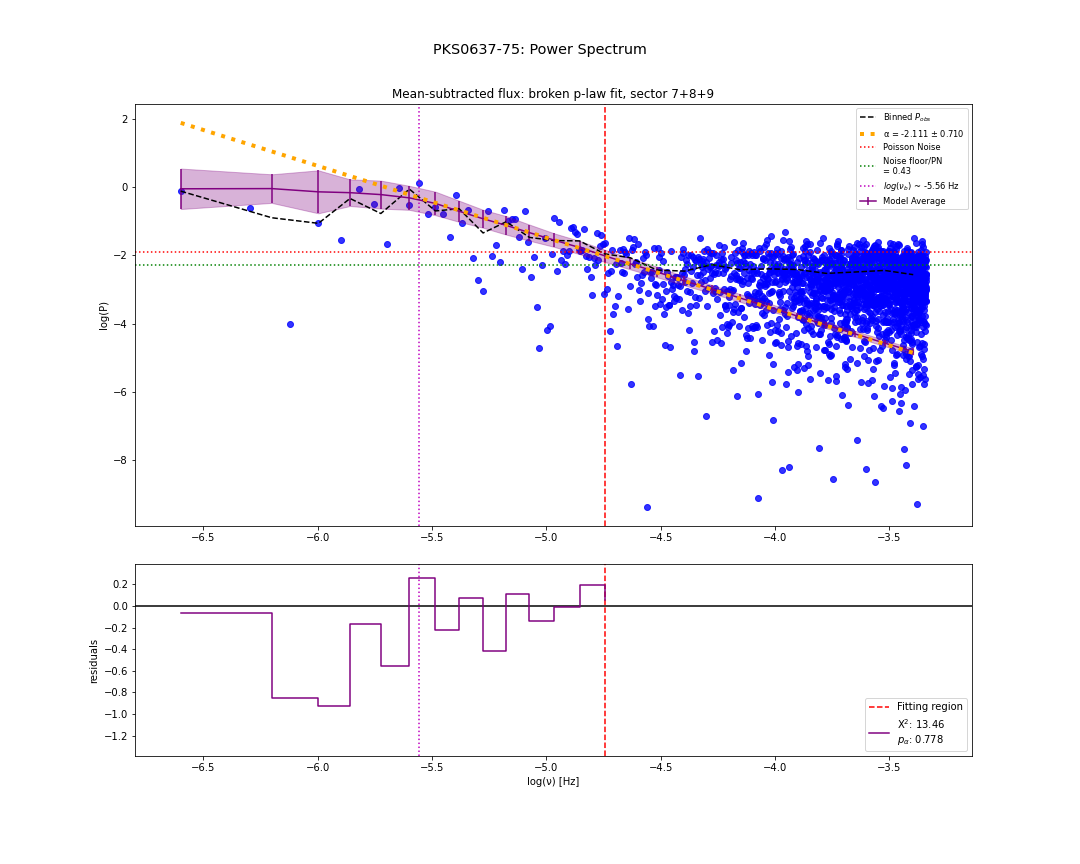 PKS0637-75: Power Spectrum
Mean-subtracted flux: broken p-law fit, sector 7+8+9
2
0
−2
−4
−6
−8
log(P)
Binned P_obs
α = -2.111 ± 0.710
Poisson Noise
Noise floor/PN
= 0.43
log(ν_b) ~ -5.56 Hz
Model Average
−6.5 −6.0 −5.5 −5.0 −4.5 −4.0 −3.5
0.2
0.0
−0.2
−0.4
−0.6
−0.8
−1.0
−1.2
residuals
Fitting region
X²: 13.46
p_α: 0.778
−6.5 −6.0 −5.5 −5.0 −4.5 −4.0 −3.5
log(ν) [Hz]